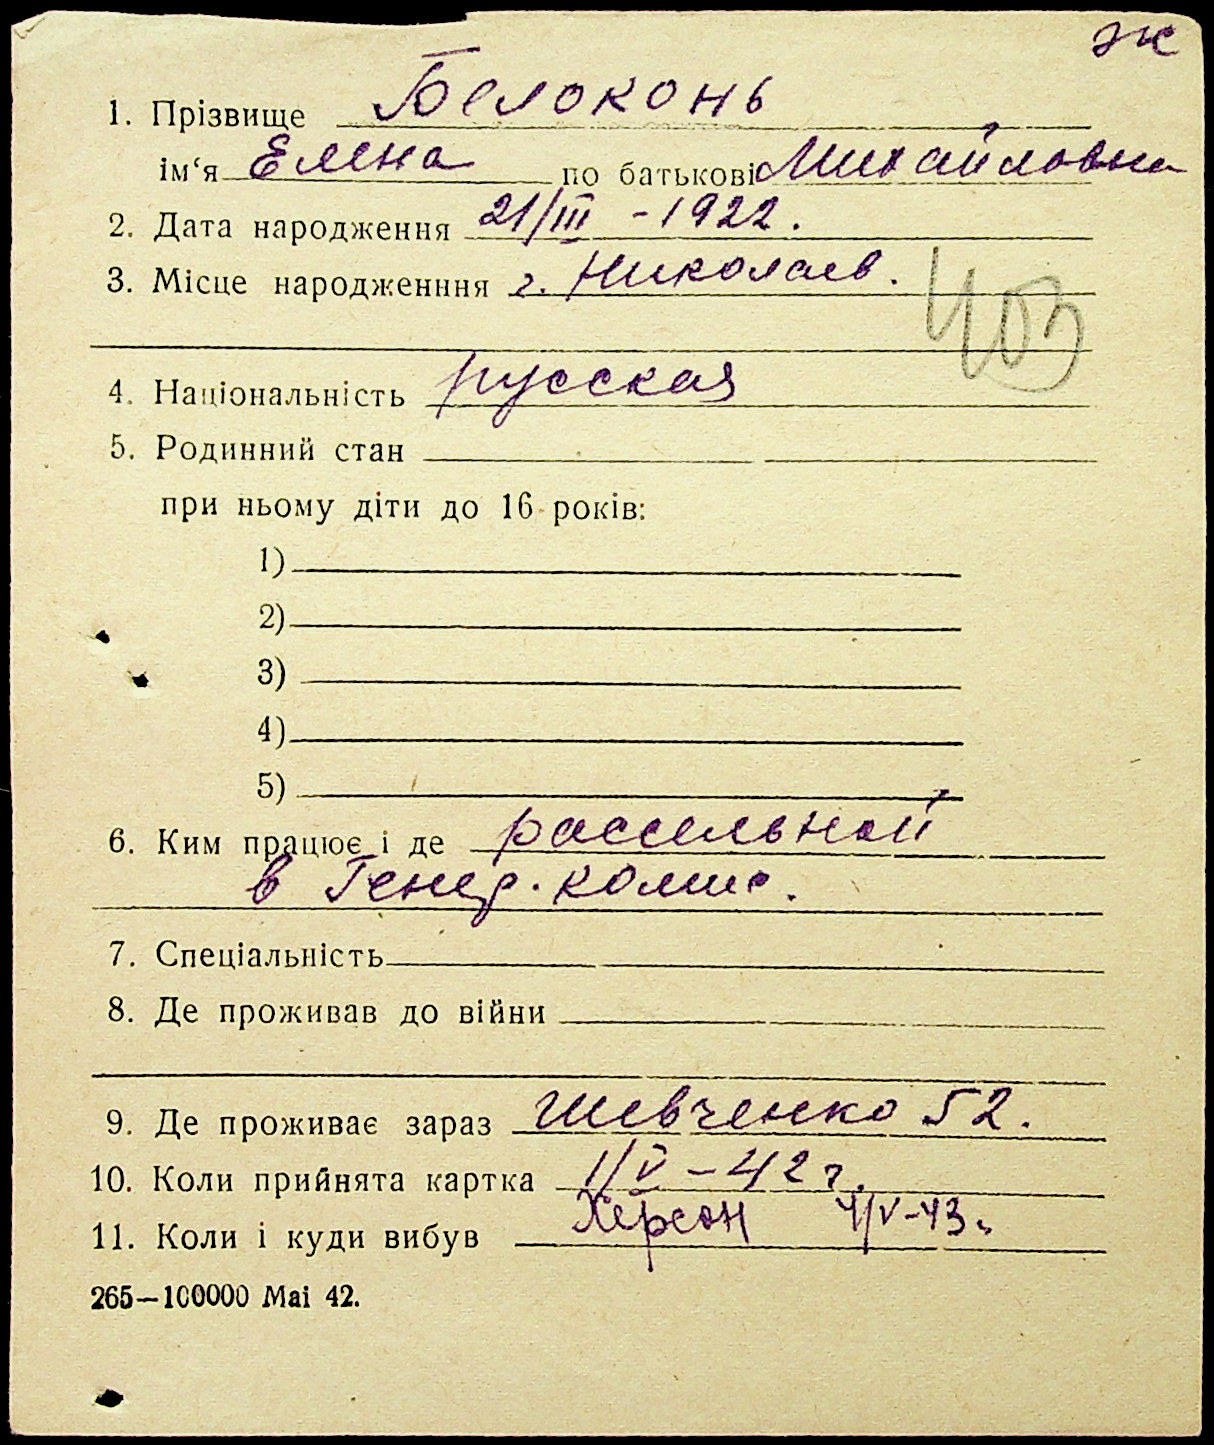 ж
1. Прізвище Белоконь
ім‘я Елена по батькові Михайловна
2. Дата народження 21/III - 1922.
3. Місце народженння г. Николаев.
403
4. Національність русская
5. Родинний стан
при ньому діти до 16 років:
1)
2)
3)
4)
5)
6. Ким працює і де рассельной
в Генер. комис.
7. Спеціальність
8. Де проживав до війни
9. Де проживає зараз Шевченко 52.
10. Коли прийнята картка 1/V - 42 г.
11. Коли і куди вибув Херсон 4/V-43.
265—100000 Mai 42.